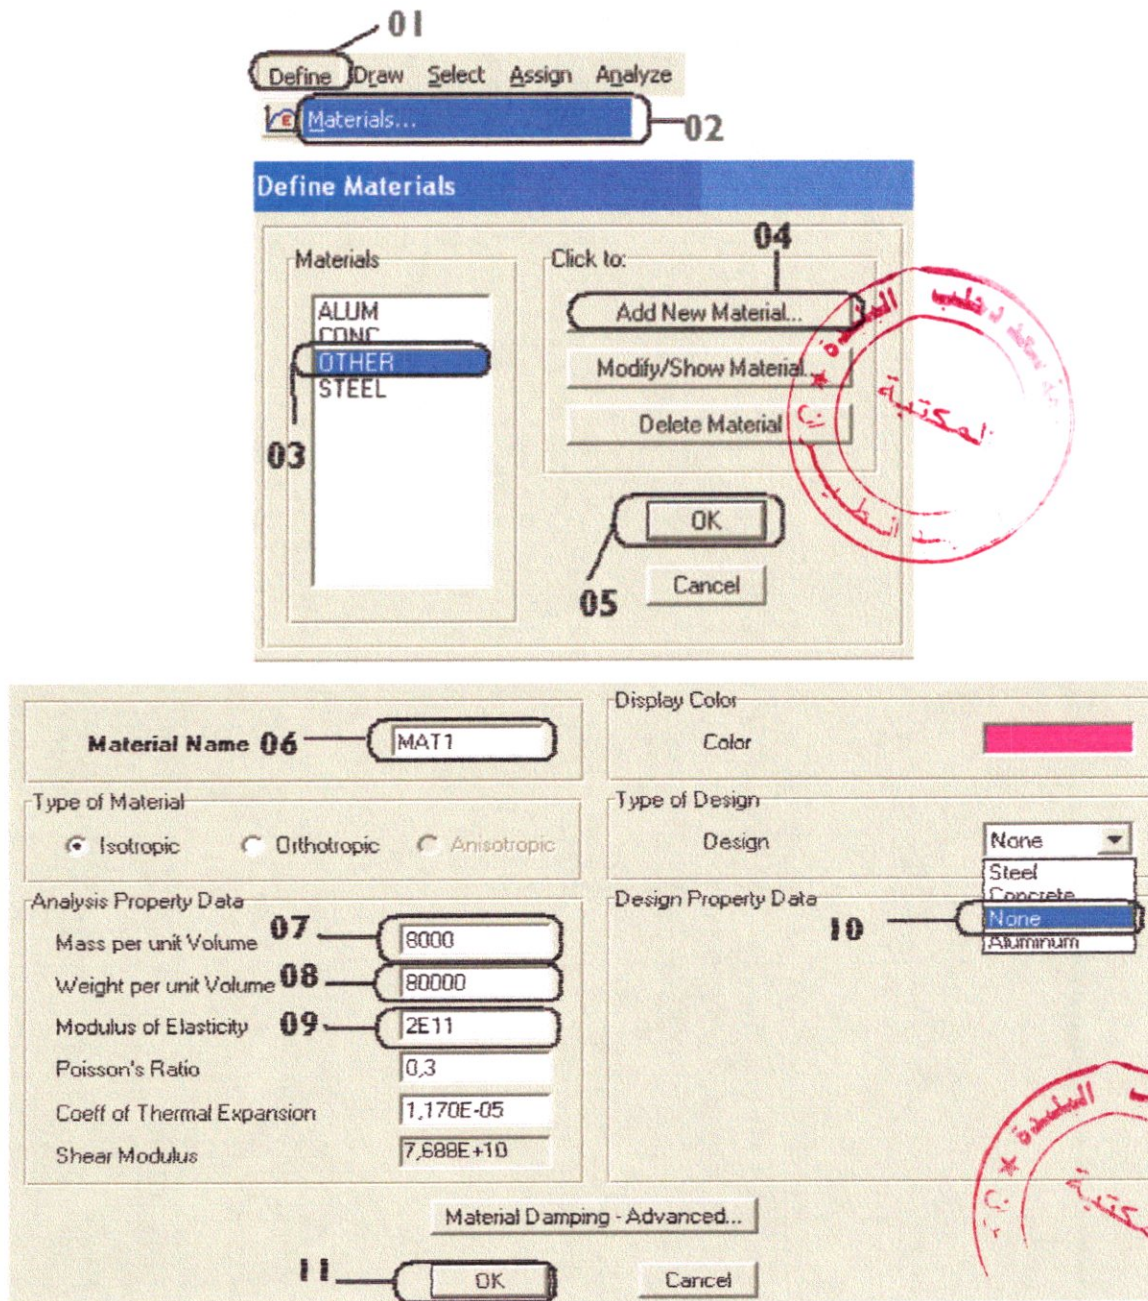 01
Define Draw Select Assign Analyze
Materials...
02
Define Materials
Materials
Click to:
04
ALUM
CONC
OTHER
STEEL
03
Add New Material...
Modify/Show Material...
Delete Material
OK
05
Cancel
المكتبة
Material Name 06 MAT1
Display Color
Color
Type of Material
Isotropic Orthotropic Anisotropic
Type of Design
Design None
Steel
Concrete
None
Aluminum
10
Analysis Property Data
Design Property Data
Mass per unit Volume 07 8000
Weight per unit Volume 08 80000
Modulus of Elasticity 09 2E11
Poisson's Ratio 0,3
Coeff of Thermal Expansion 1,170E-05
Shear Modulus 7,688E+10
Material Damping - Advanced...
11 OK Cancel